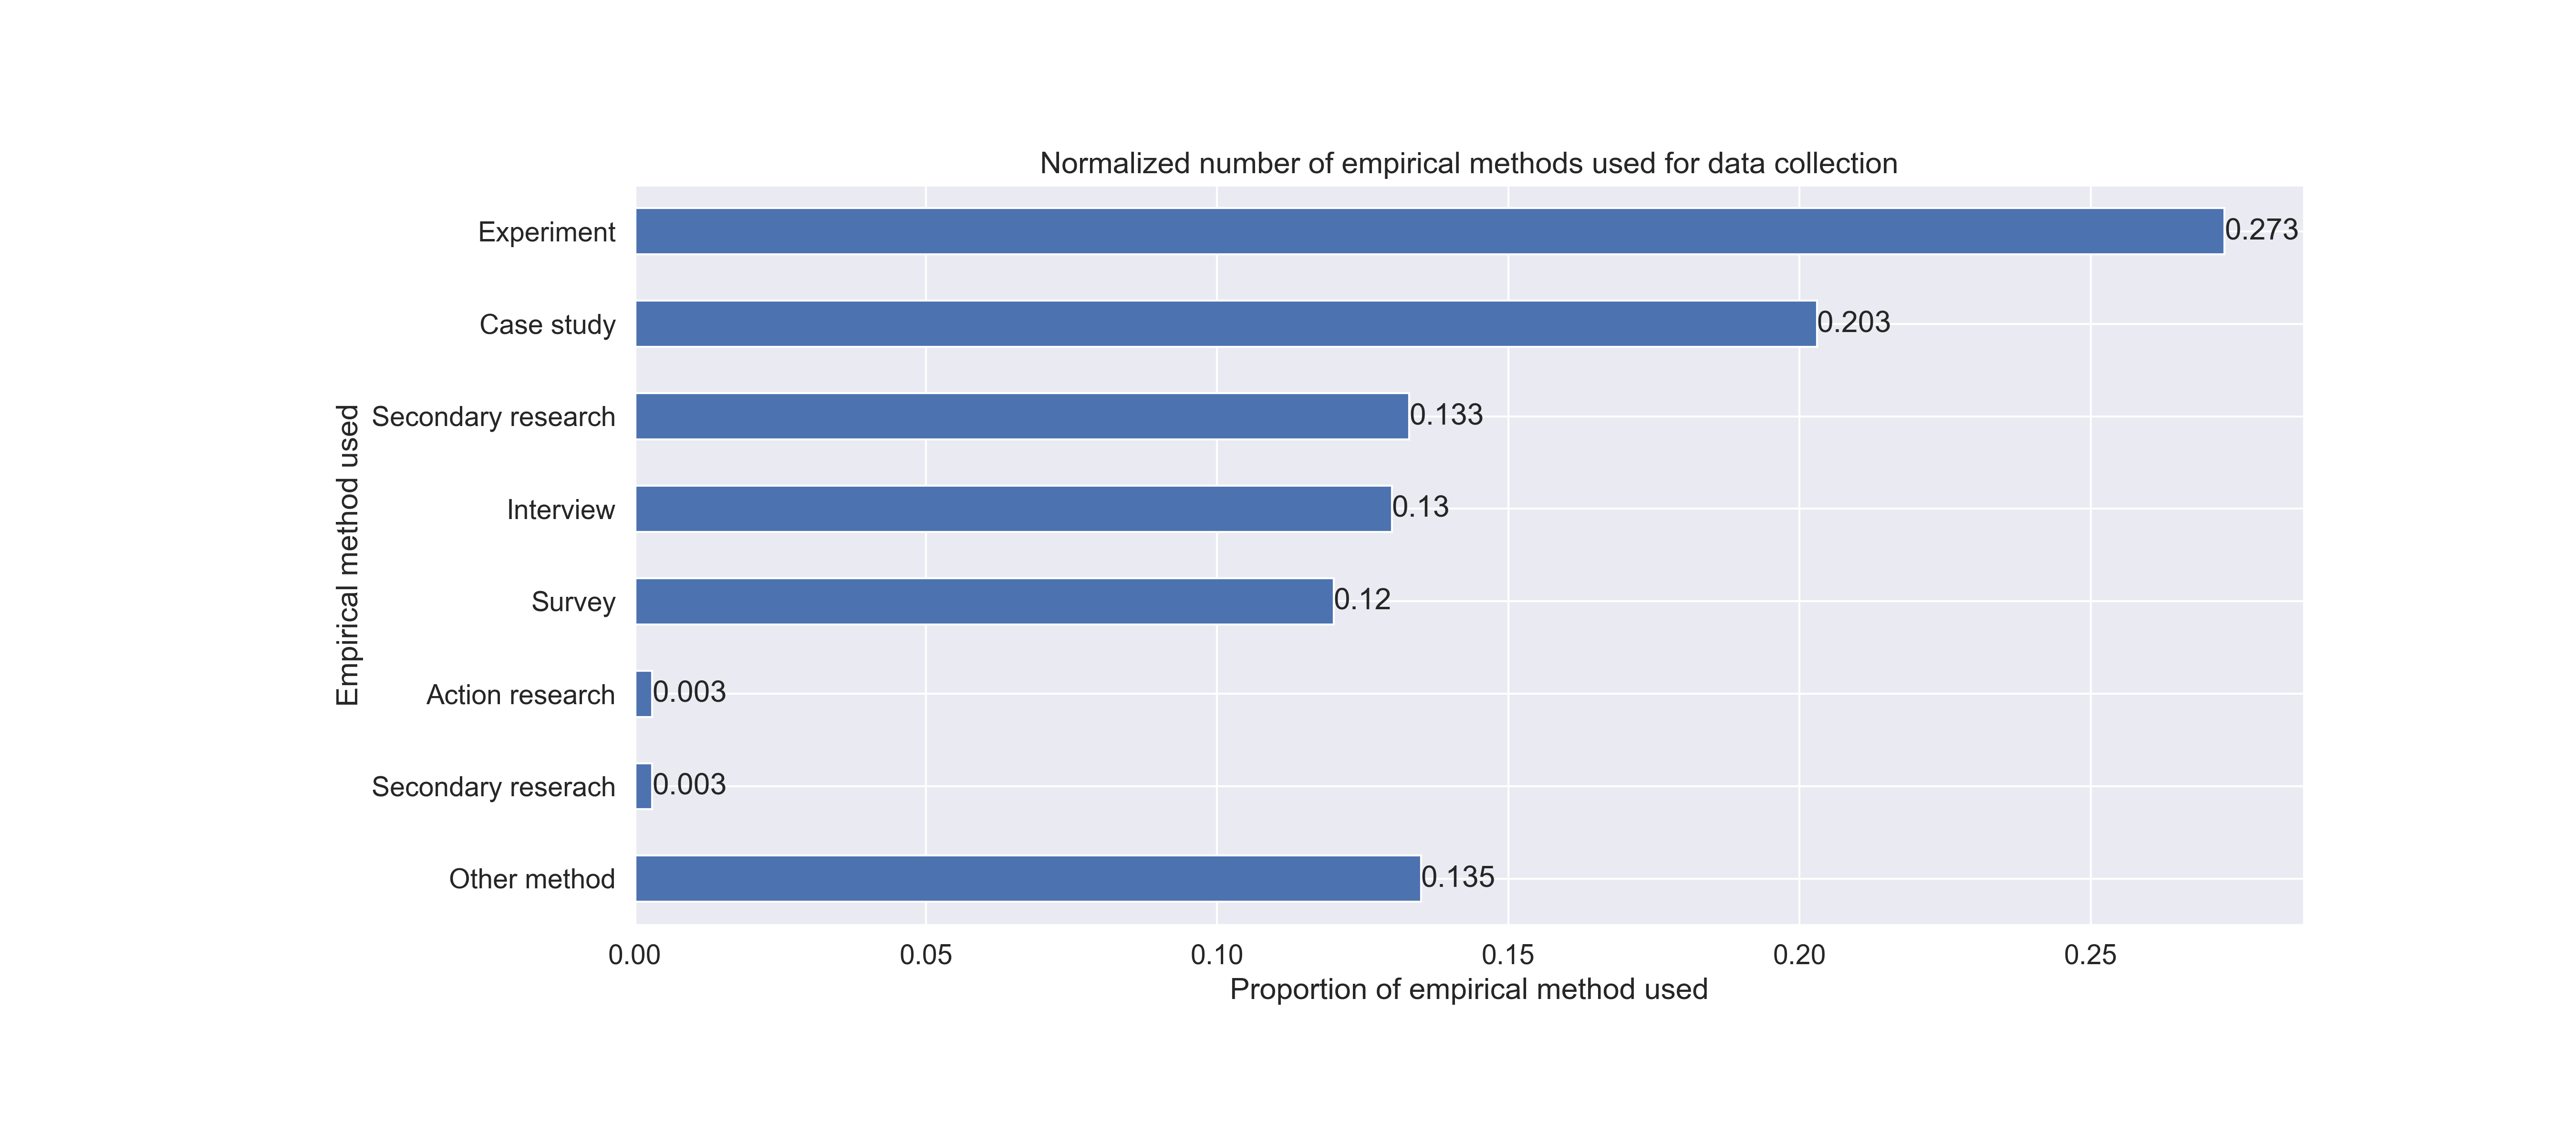 Normalized number of empirical methods used for data collection
Empirical method used
Experiment 0.273
Case study 0.203
Secondary research 0.133
Interview 0.13
Survey 0.12
Action research 0.003
Secondary reserach 0.003
Other method 0.135
0.00 0.05 0.10 0.15 0.20 0.25
Proportion of empirical method used